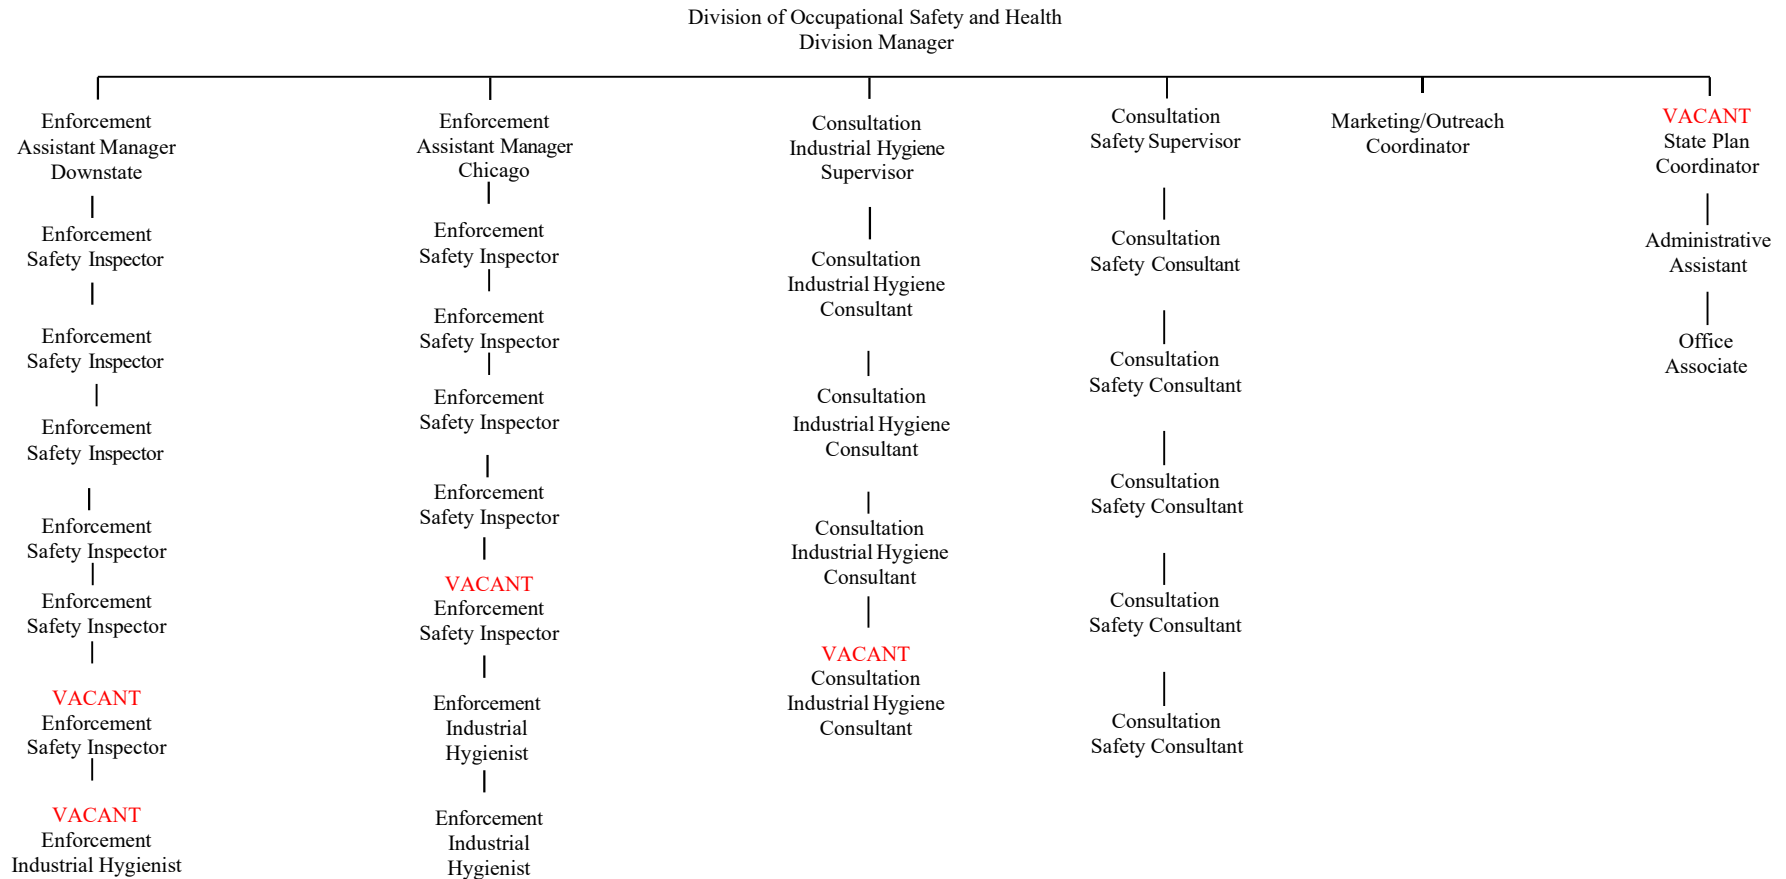 Division of Occupational Safety and Health
Division Manager
Enforcement
Assistant Manager
Downstate
Enforcement
Safety Inspector
Enforcement
Safety Inspector
Enforcement
Safety Inspector
Enforcement
Safety Inspector
Enforcement
Safety Inspector
VACANT
Enforcement
Safety Inspector
VACANT
Enforcement
Industrial Hygienist
Enforcement
Assistant Manager
Chicago
Enforcement
Safety Inspector
Enforcement
Safety Inspector
Enforcement
Safety Inspector
Enforcement
Safety Inspector
VACANT
Enforcement
Safety Inspector
Enforcement
Industrial
Hygienist
Enforcement
Industrial
Hygienist
Consultation
Industrial Hygiene
Supervisor
Consultation
Industrial Hygiene
Consultant
Consultation
Industrial Hygiene
Consultant
Consultation
Industrial Hygiene
Consultant
VACANT
Consultation
Industrial Hygiene
Consultant
Consultation
Safety Supervisor
Consultation
Safety Consultant
Consultation
Safety Consultant
Consultation
Safety Consultant
Consultation
Safety Consultant
Consultation
Safety Consultant
Marketing/Outreach
Coordinator
VACANT
State Plan
Coordinator
Administrative
Assistant
Office
Associate